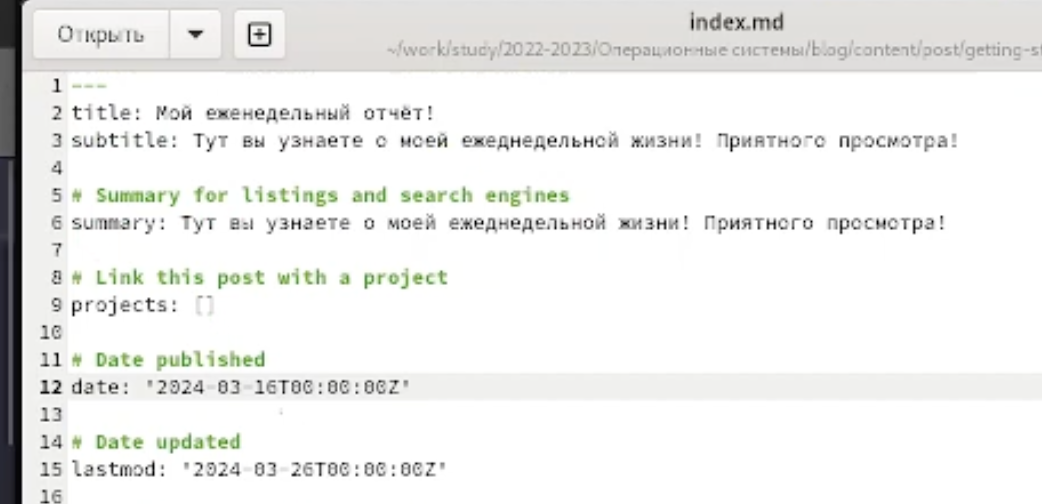 Открыть
index.md
~/work/study/2022-2023/Операционные системы/blog/content/post/getting-st
1 ---
2 title: Мой еженедельный отчёт!
3 subtitle: Тут вы узнаете о моей ежеднедельной жизни! Приятного просмотра!
4
5 # Summary for listings and search engines
6 summary: Тут вы узнаете о моей ежеднедельной жизни! Приятного просмотра!
7
8 # Link this post with a project
9 projects: []
10
11 # Date published
12 date: '2024-03-16T00:00:00Z'
13
14 # Date updated
15 lastmod: '2024-03-26T00:00:00Z'
16